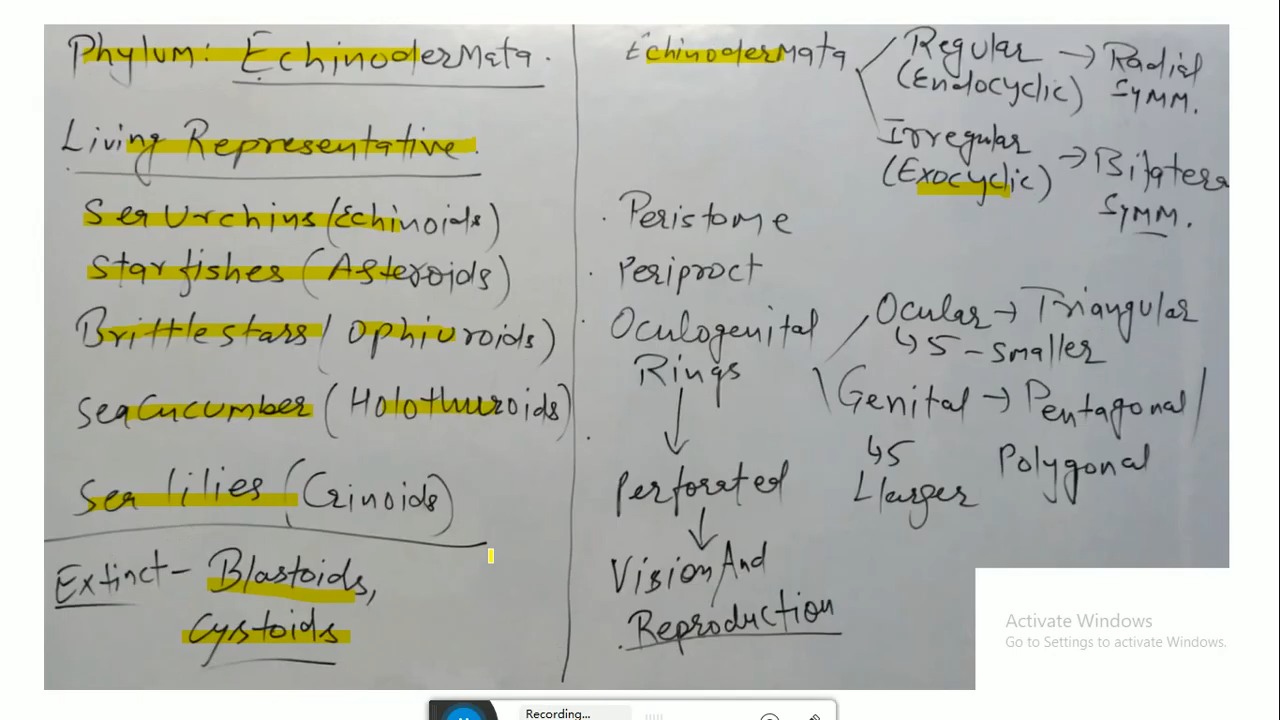 Phylum: Echinodermata.
Living Representative.
Sea Urchins (Echinoids)
Star fishes (Asteroids)
Brittle stars / Ophiuroids)
Sea Cucumber (Holothuroids)
Sea lilies (Crinoids)
Extinct - Blastoids,
Cystoids
Echinodermata
Regular → Radial
(Endocyclic) Symm.
Irregular
(Exocyclic) → Bilatera
Symm.
Peristome
Periproct
Oculogenital
Rings
Ocular → Triangular
↳ 5 - smaller
Genital → Pentagonal
↳ 5 Polygonal
Llarger
Perforated
Vision And
Reproduction
Activate Windows
Go to Settings to activate Windows.
Recording...